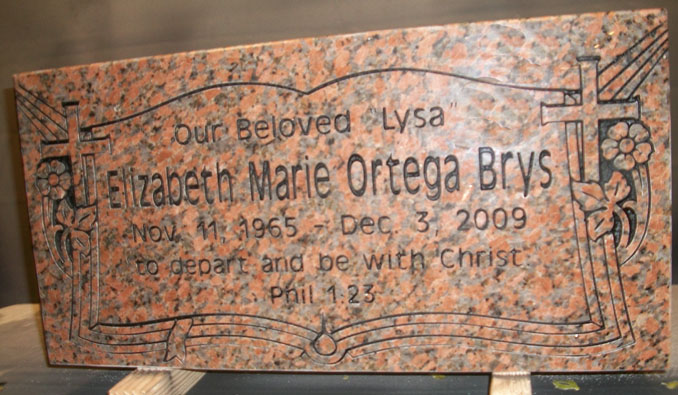 Our Beloved "Lysa"
Elizabeth Marie Ortega Brys
Nov. 11, 1965 - Dec. 3, 2009
to depart and be with Christ.
Phil 1:23